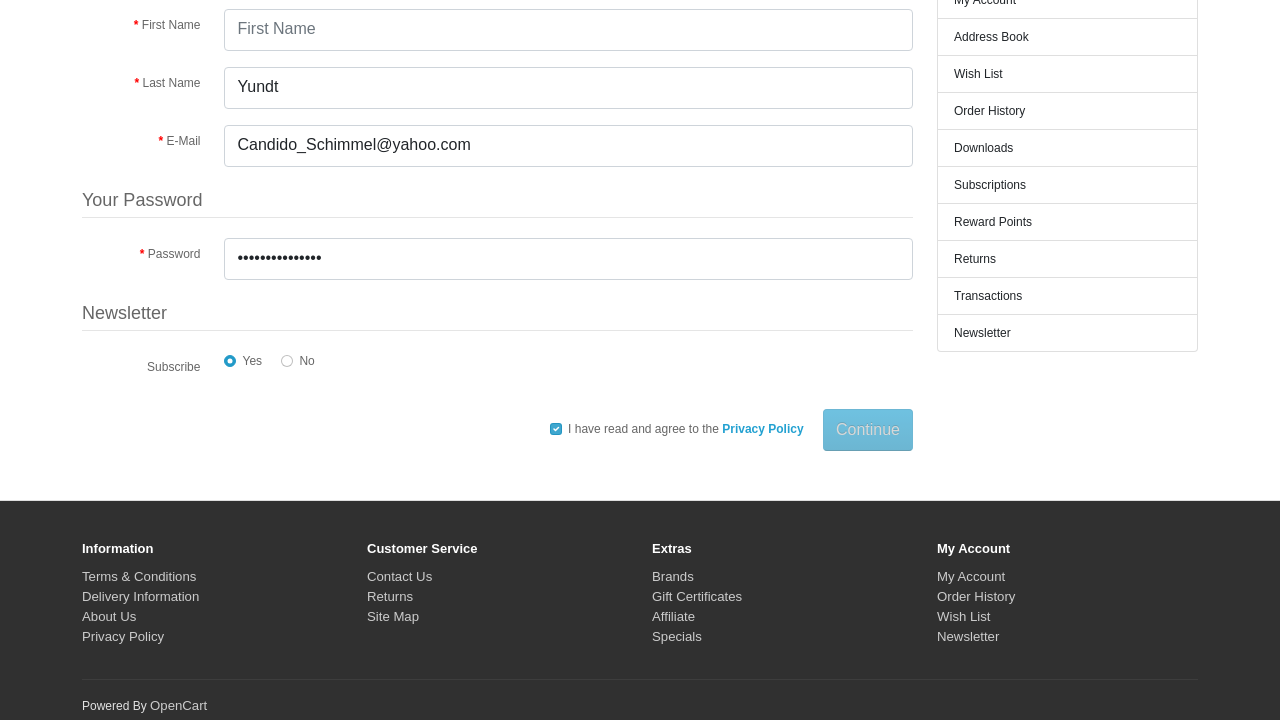 * First Name
First Name
* Last Name
Yundt
* E-Mail
Candido_Schimmel@yahoo.com
Your Password
* Password
•••••••••••••••
Newsletter
Subscribe
Yes
No
I have read and agree to the Privacy Policy
Continue
My Account
Address Book
Wish List
Order History
Downloads
Subscriptions
Reward Points
Returns
Transactions
Newsletter
Information
Terms & Conditions
Delivery Information
About Us
Privacy Policy
Customer Service
Contact Us
Returns
Site Map
Extras
Brands
Gift Certificates
Affiliate
Specials
My Account
My Account
Order History
Wish List
Newsletter
Powered By OpenCart